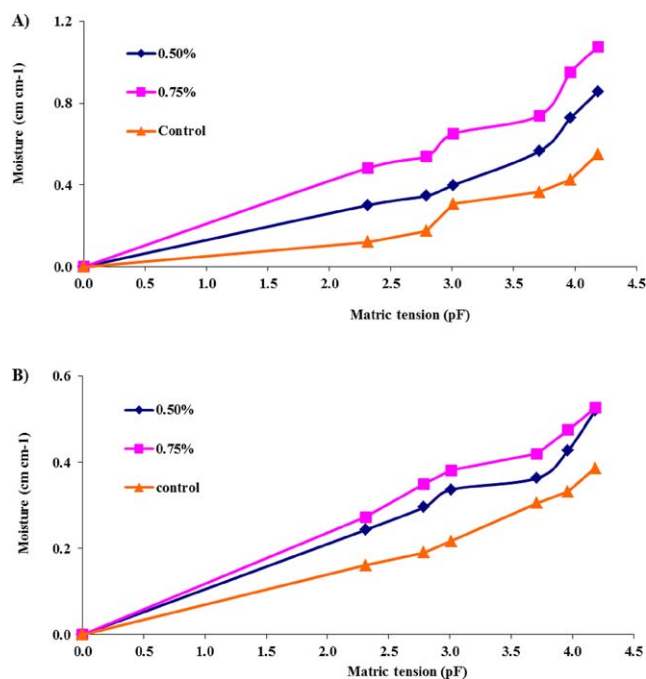 A)
1.2
0.8
0.4
0.0
Moisture (cm cm-1)
0.50%
0.75%
Control
0.0 0.5 1.0 1.5 2.0 2.5 3.0 3.5 4.0 4.5
Matric tension (pF)
B)
0.6
0.4
0.2
0.0
Moisture (cm cm-1)
0.50%
0.75%
control
0.0 0.5 1.0 1.5 2.0 2.5 3.0 3.5 4.0 4.5
Matric tension (pF)